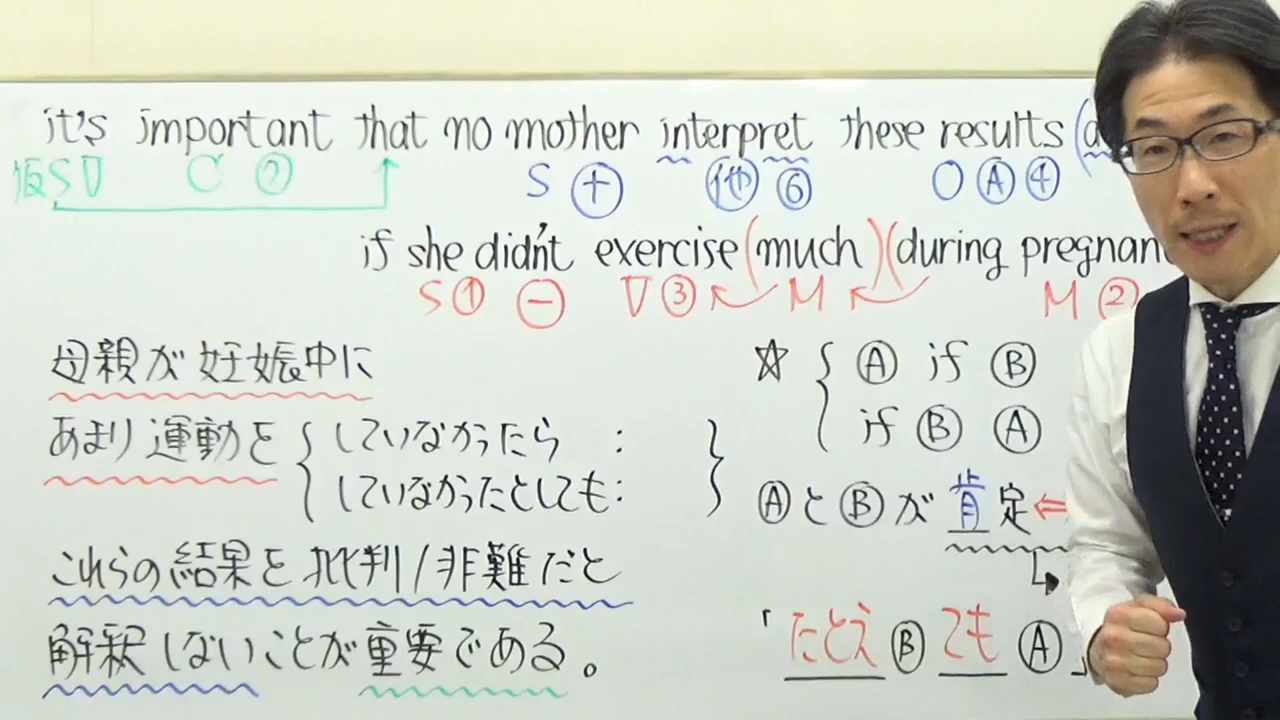 it's important that no mother interpret these results (a
仮S V C ② S ⊕ 他 ⑥ O Ⓐ ④
if she didn't exercise (much) (during pregnan
S ① ⊖ V ③ M M ②
母親が妊娠中に
あまり運動を { していなかったら : }
していなかったとしても:
これらの結果を批判/非難だと
解釈しないことが重要である。
☆ { Ⓐ if Ⓑ
if Ⓑ Ⓐ
ⒶとⒷが肯定⇐
「たとえⒷでもⒶ」